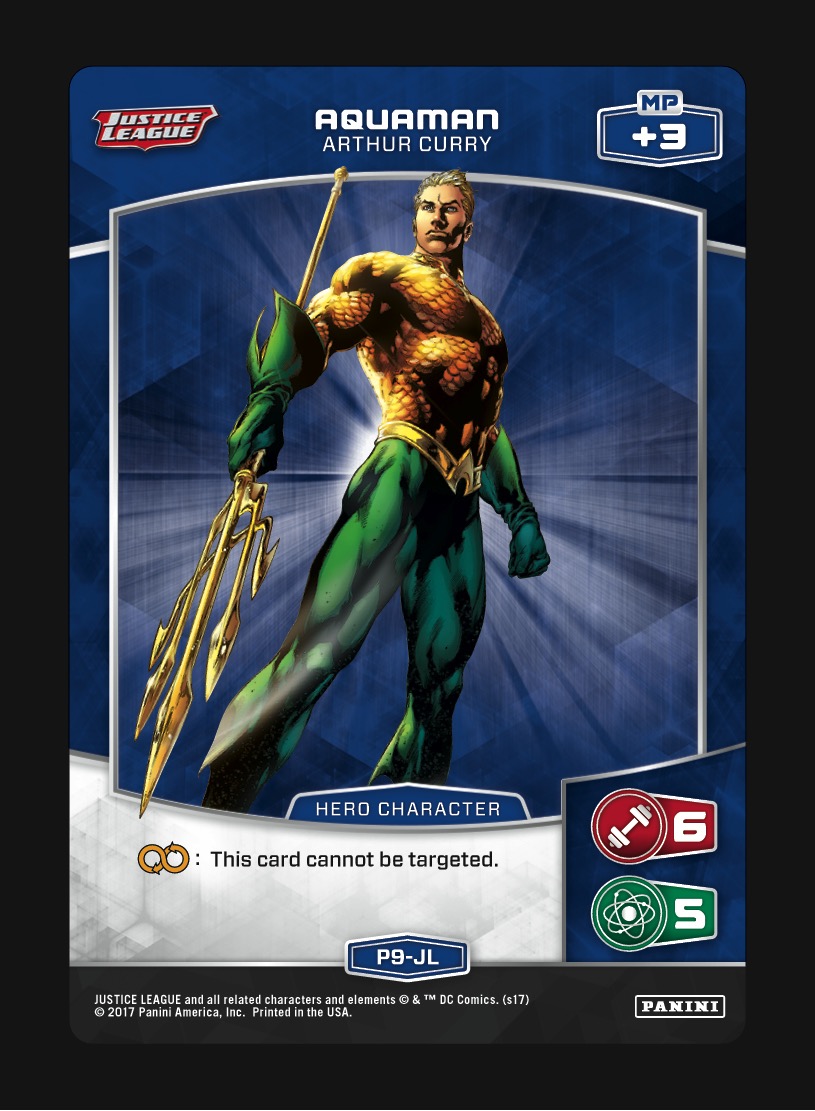 JUSTICE
LEAGUE
AQUAMAN
ARTHUR CURRY
MP
+3
HERO CHARACTER
: This card cannot be targeted.
6
5
P9-JL
JUSTICE LEAGUE and all related characters and elements © & ™ DC Comics. (s17)
© 2017 Panini America, Inc. Printed in the USA.
PANINI